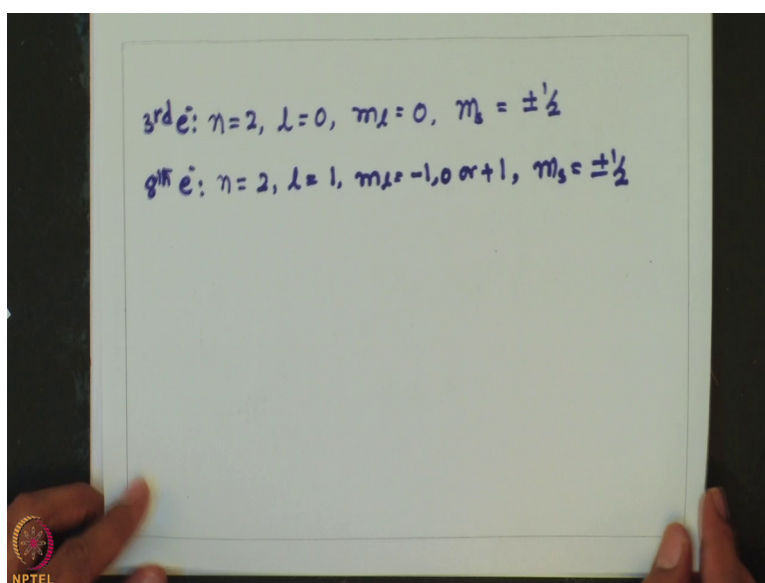 3rd e⁻: n=2, l=0, ml=0, ms = ±1/2
8th e⁻: n=2, l=1, ml=-1,0 or +1, ms=±1/2
NPTEL